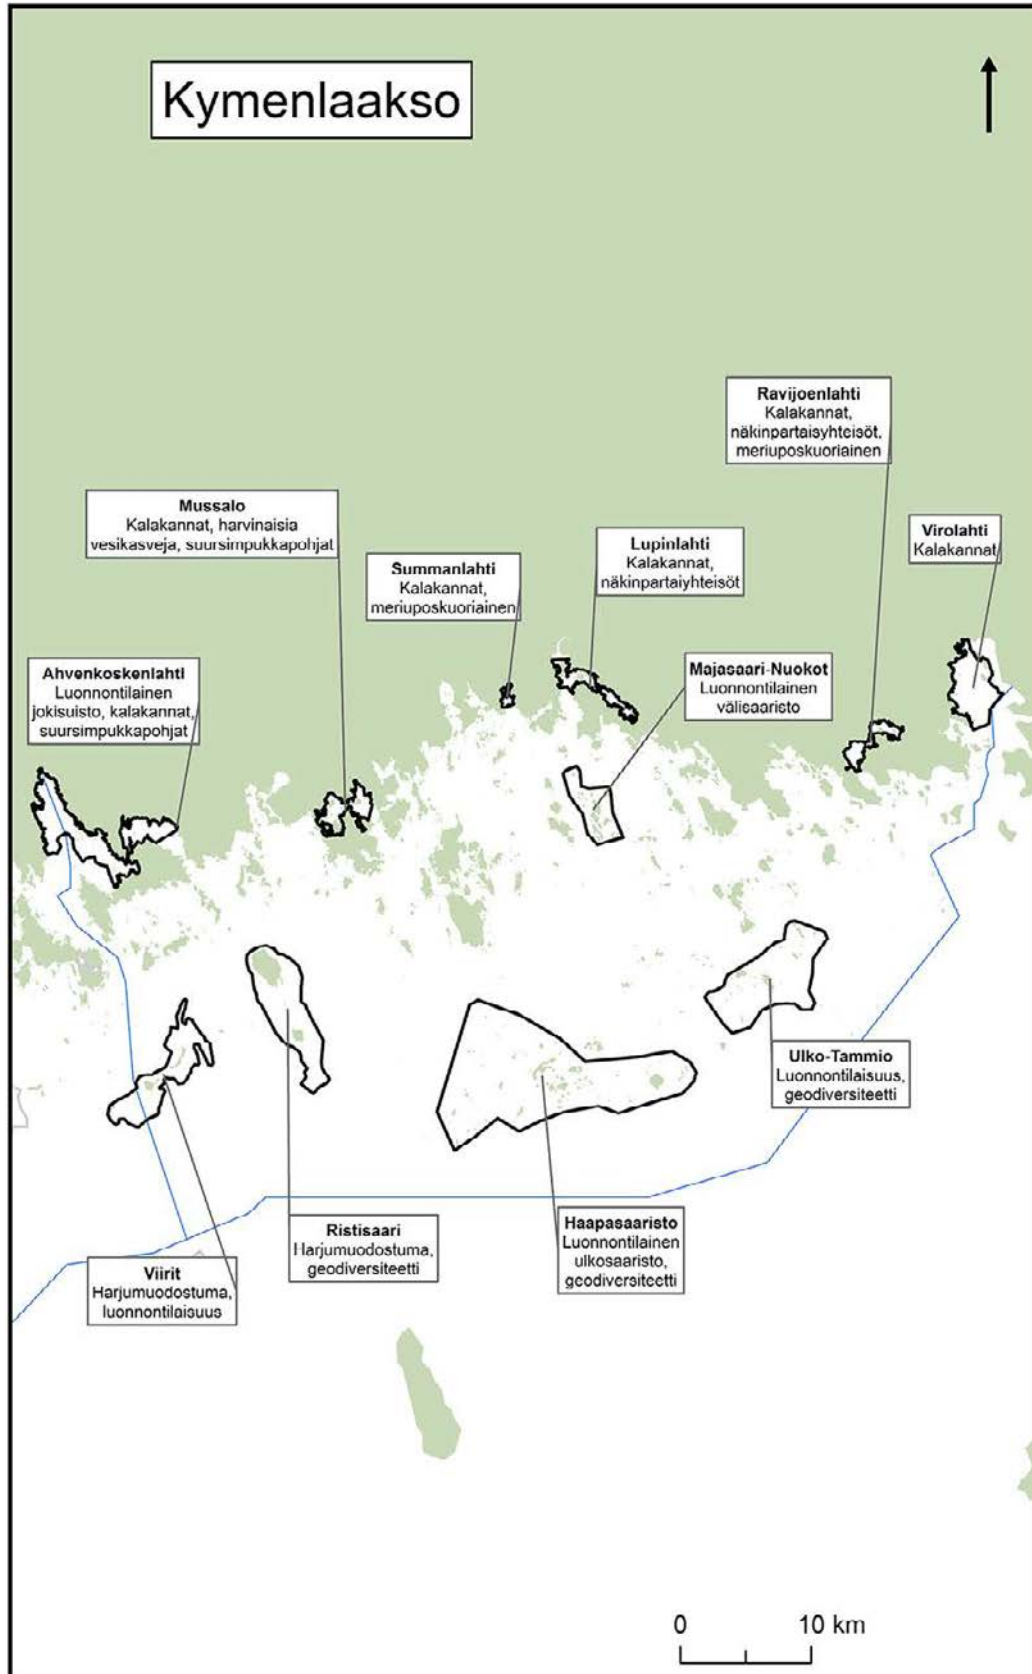 Kymenlaakso
Ravijoenlahti
Kalakannat,
näkinpartaisyhteisöt,
meriuposkuoriainen
Mussalo
Kalakannat, harvinaisia
vesikasveja, suursimpukkapohjat
Virolahti
Kalakannat
Lupinlahti
Kalakannat,
näkinpartaiyhteisöt
Summanlahti
Kalakannat,
meriuposkuoriainen
Ahvenkoskenlahti
Luonnontilainen
jokisuisto, kalakannat,
suursimpukkapohjat
Majasaari-Nuokot
Luonnontilainen
välisaaristo
Ulko-Tammio
Luonnontilaisuus,
geodiversiteetti
Ristisaari
Harjumuodostuma,
geodiversiteetti
Haapasaaristo
Luonnontilainen
ulkosaaristo,
geodiversiteetti
Viirit
Harjumuodostuma,
luonnontilaisuus
0 10 km